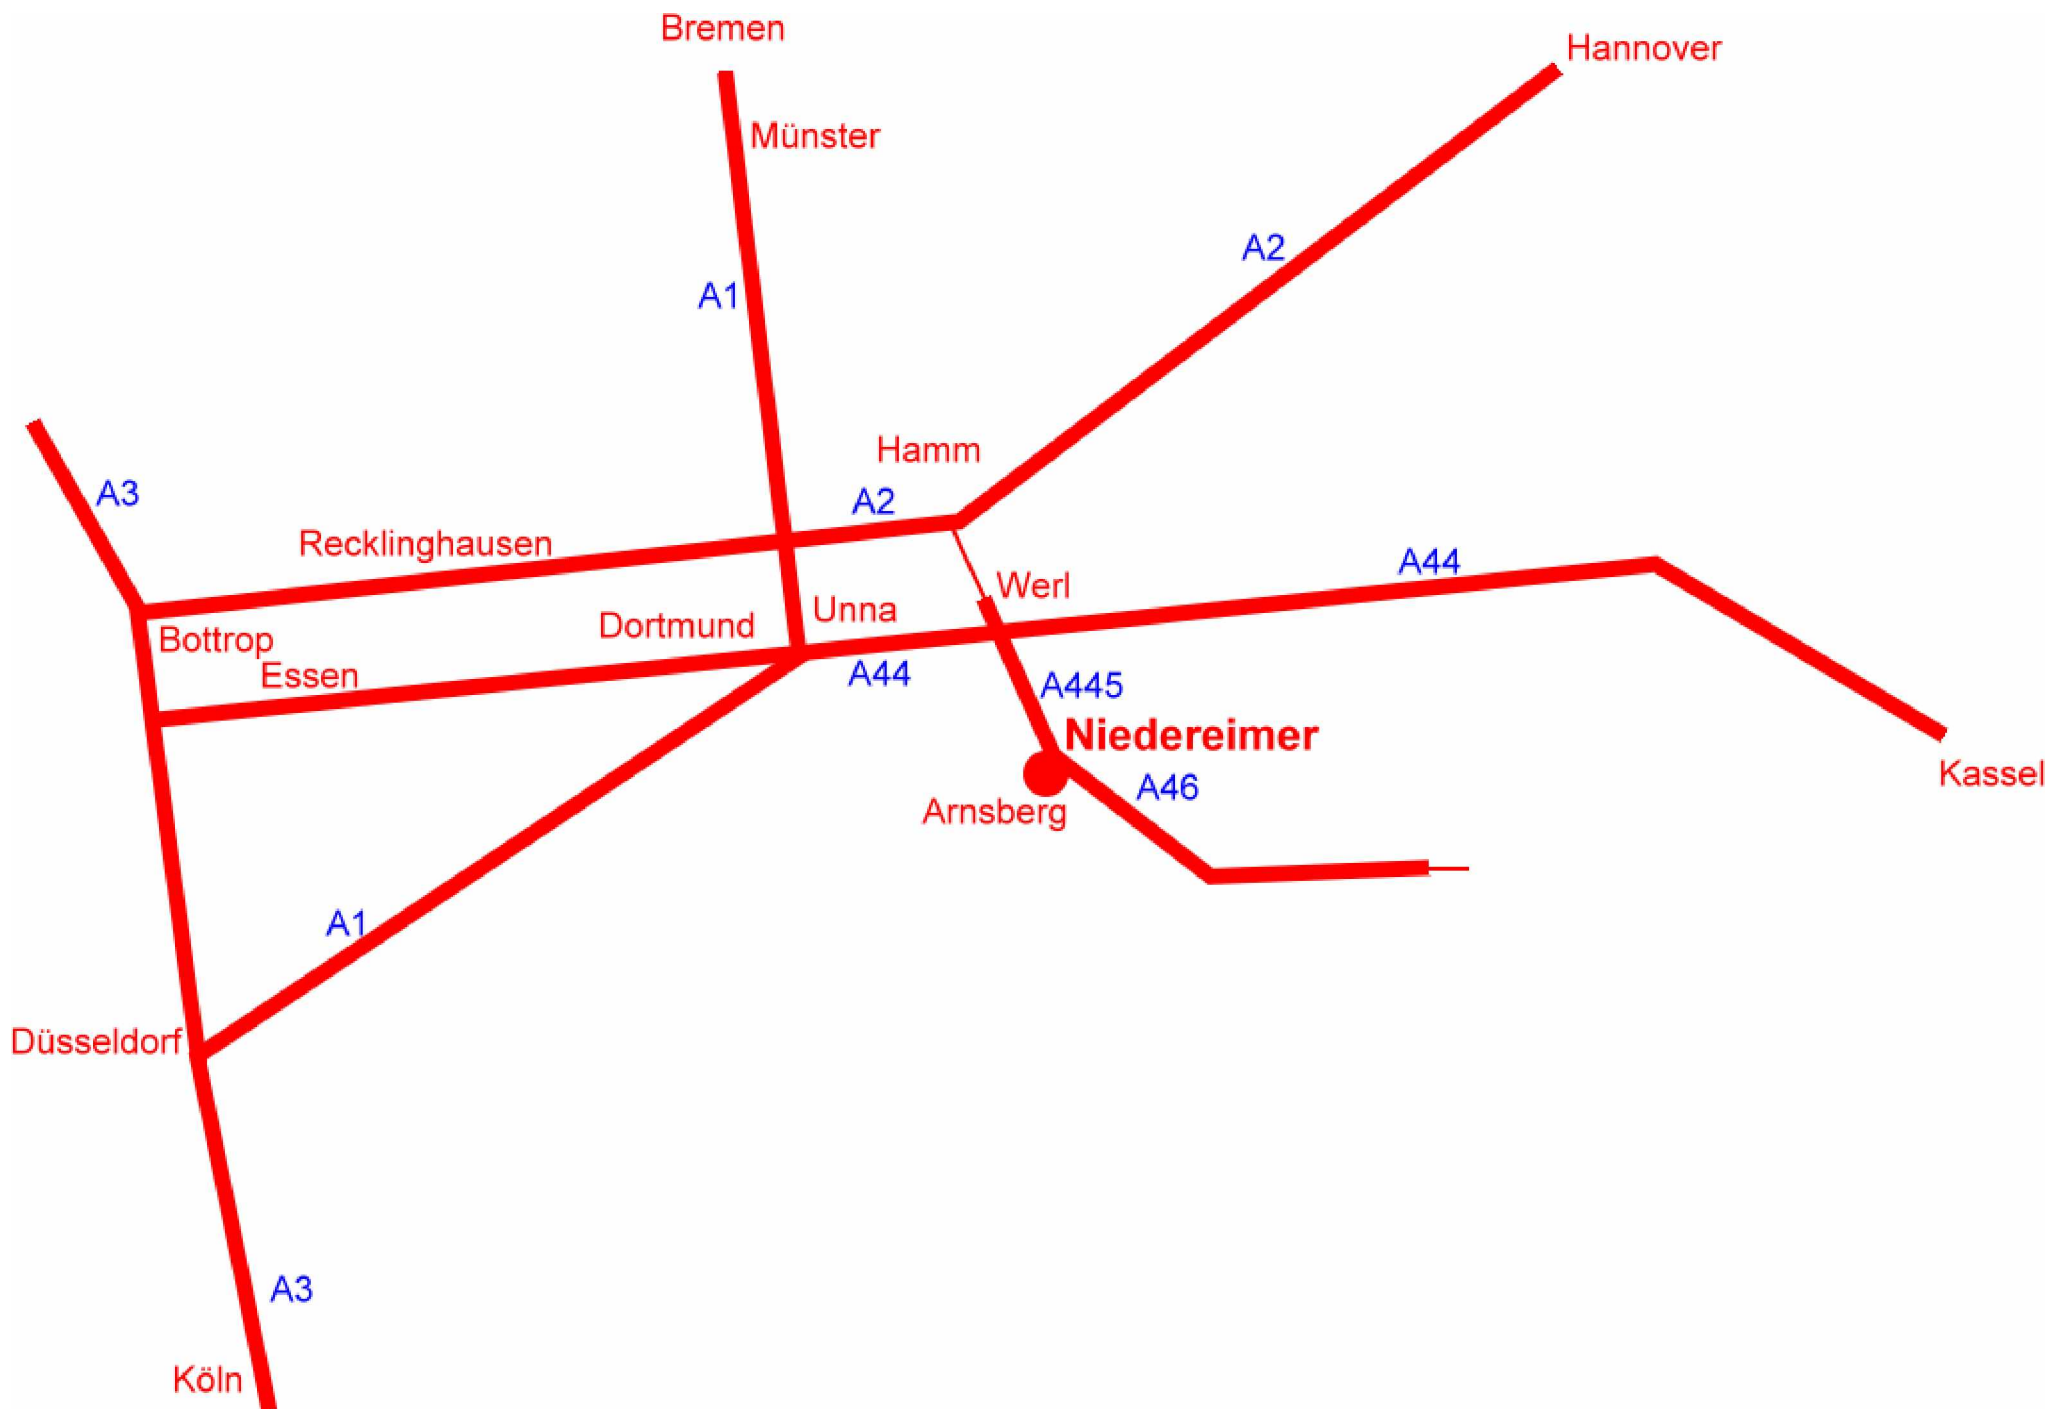 Bremen
Hannover
Münster
A2
A1
Hamm
A3
A2
Recklinghausen
A44
Werl
Unna
Dortmund
Bottrop
Essen
A44
A445
Niedereimer
Kassel
A46
Arnsberg
A1
Düsseldorf
A3
Köln